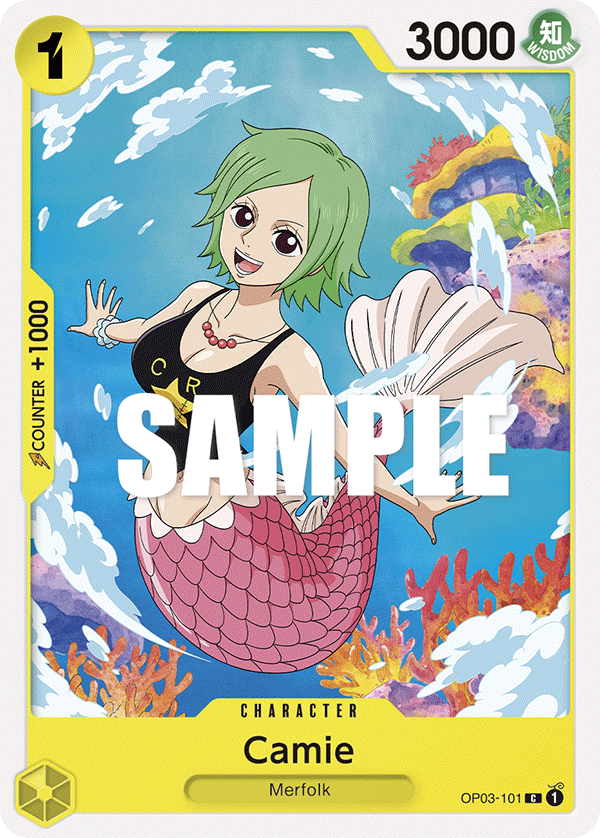 1
3000
知
WISDOM
COUNTER +1000
C R
SAMPLE
CHARACTER
Camie
Merfolk
OP03-101 C 1